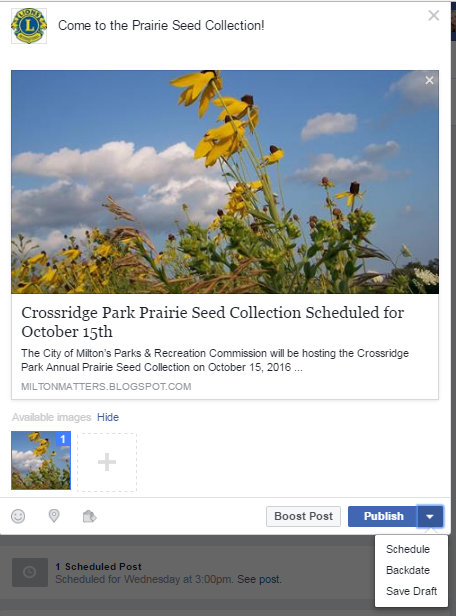 LIONS
L
Come to the Prairie Seed Collection!
Crossridge Park Prairie Seed Collection Scheduled for
October 15th
The City of Milton's Parks & Recreation Commission will be hosting the Crossridge
Park Annual Prairie Seed Collection on October 15, 2016 ...
MILTONMATTERS.BLOGSPOT.COM
Available images Hide
1
Boost Post Publish
Schedule
Backdate
Save Draft
1 Scheduled Post
Scheduled for Wednesday at 3:00pm. See post.